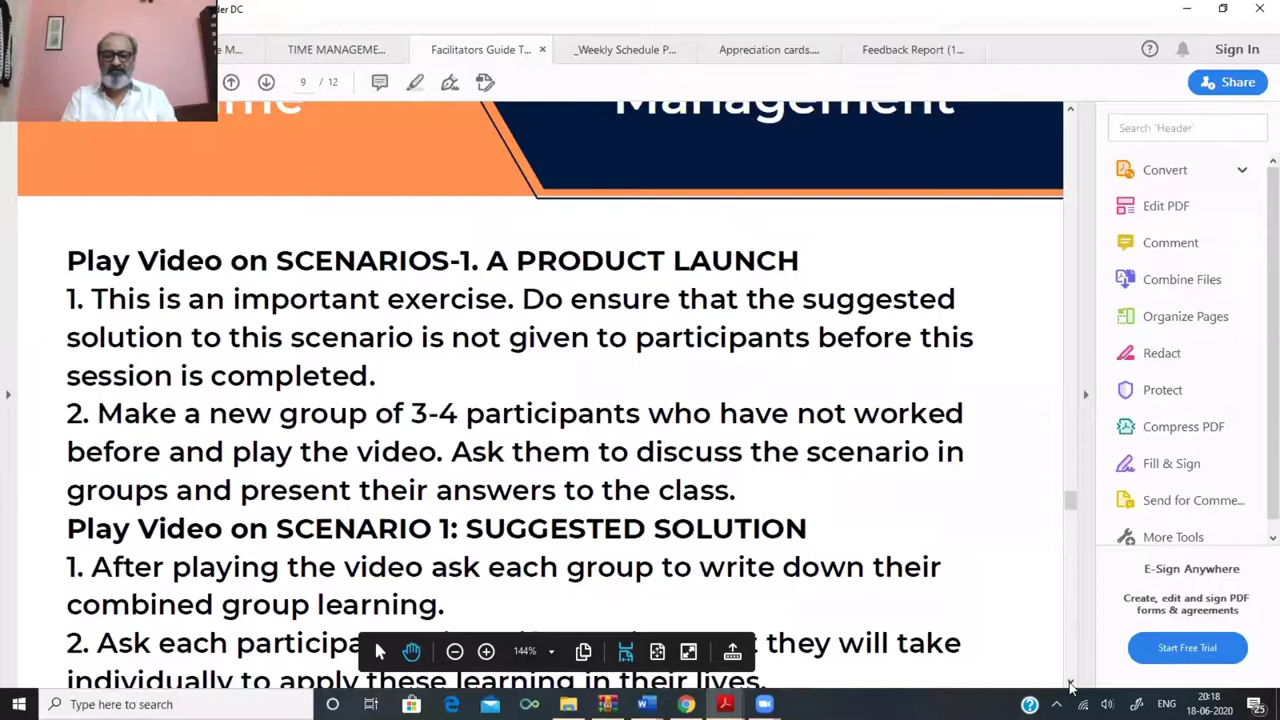 der DC
e M...
TIME MANAGEME...
Facilitators Guide T...
_Weekly Schedule P...
Appreciation cards....
Feedback Report (1...
Sign In
9 / 12
Share
me
Management
Search 'Header'
Convert
Edit PDF
Comment
Combine Files
Organize Pages
Redact
Protect
Compress PDF
Fill & Sign
Send for Comme...
More Tools
E-Sign Anywhere
Create, edit and sign PDF
forms & agreements
Start Free Trial
Play Video on SCENARIOS-1. A PRODUCT LAUNCH
1. This is an important exercise. Do ensure that the suggested
solution to this scenario is not given to participants before this
session is completed.
2. Make a new group of 3-4 participants who have not worked
before and play the video. Ask them to discuss the scenario in
groups and present their answers to the class.
Play Video on SCENARIO 1: SUGGESTED SOLUTION
1. After playing the video ask each group to write down their
combined group learning.
2. Ask each participa they will take
individually to apply these learning in their lives.
144%
Type here to search
ENG
20:18
18-06-2020
25